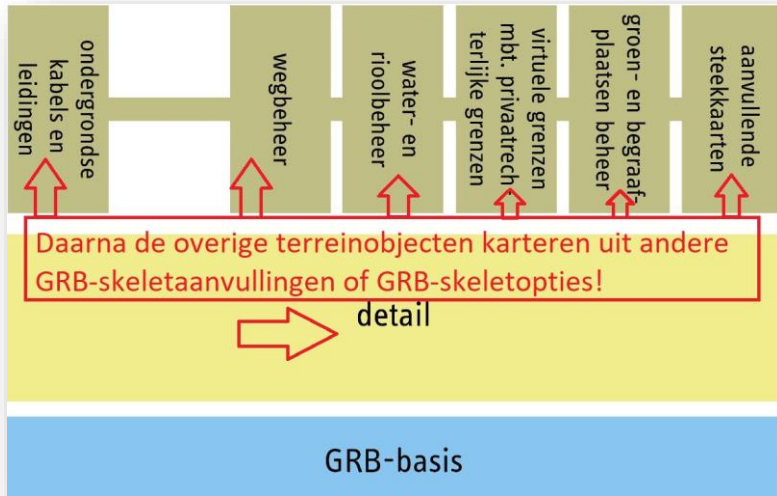 ondergrondse
kabels en
leidingen
wegbeheer
water- en
rioolbeheer
virtuele grenzen
mbt. privaatrech-
terlijke grenzen
groen- en begraaf-
plaatsen beheer
aanvullende
steekkaarten
Daarna de overige terreinobjecten karteren uit andere
GRB-skeletaanvullingen of GRB-skeletopties!
detail
GRB-basis